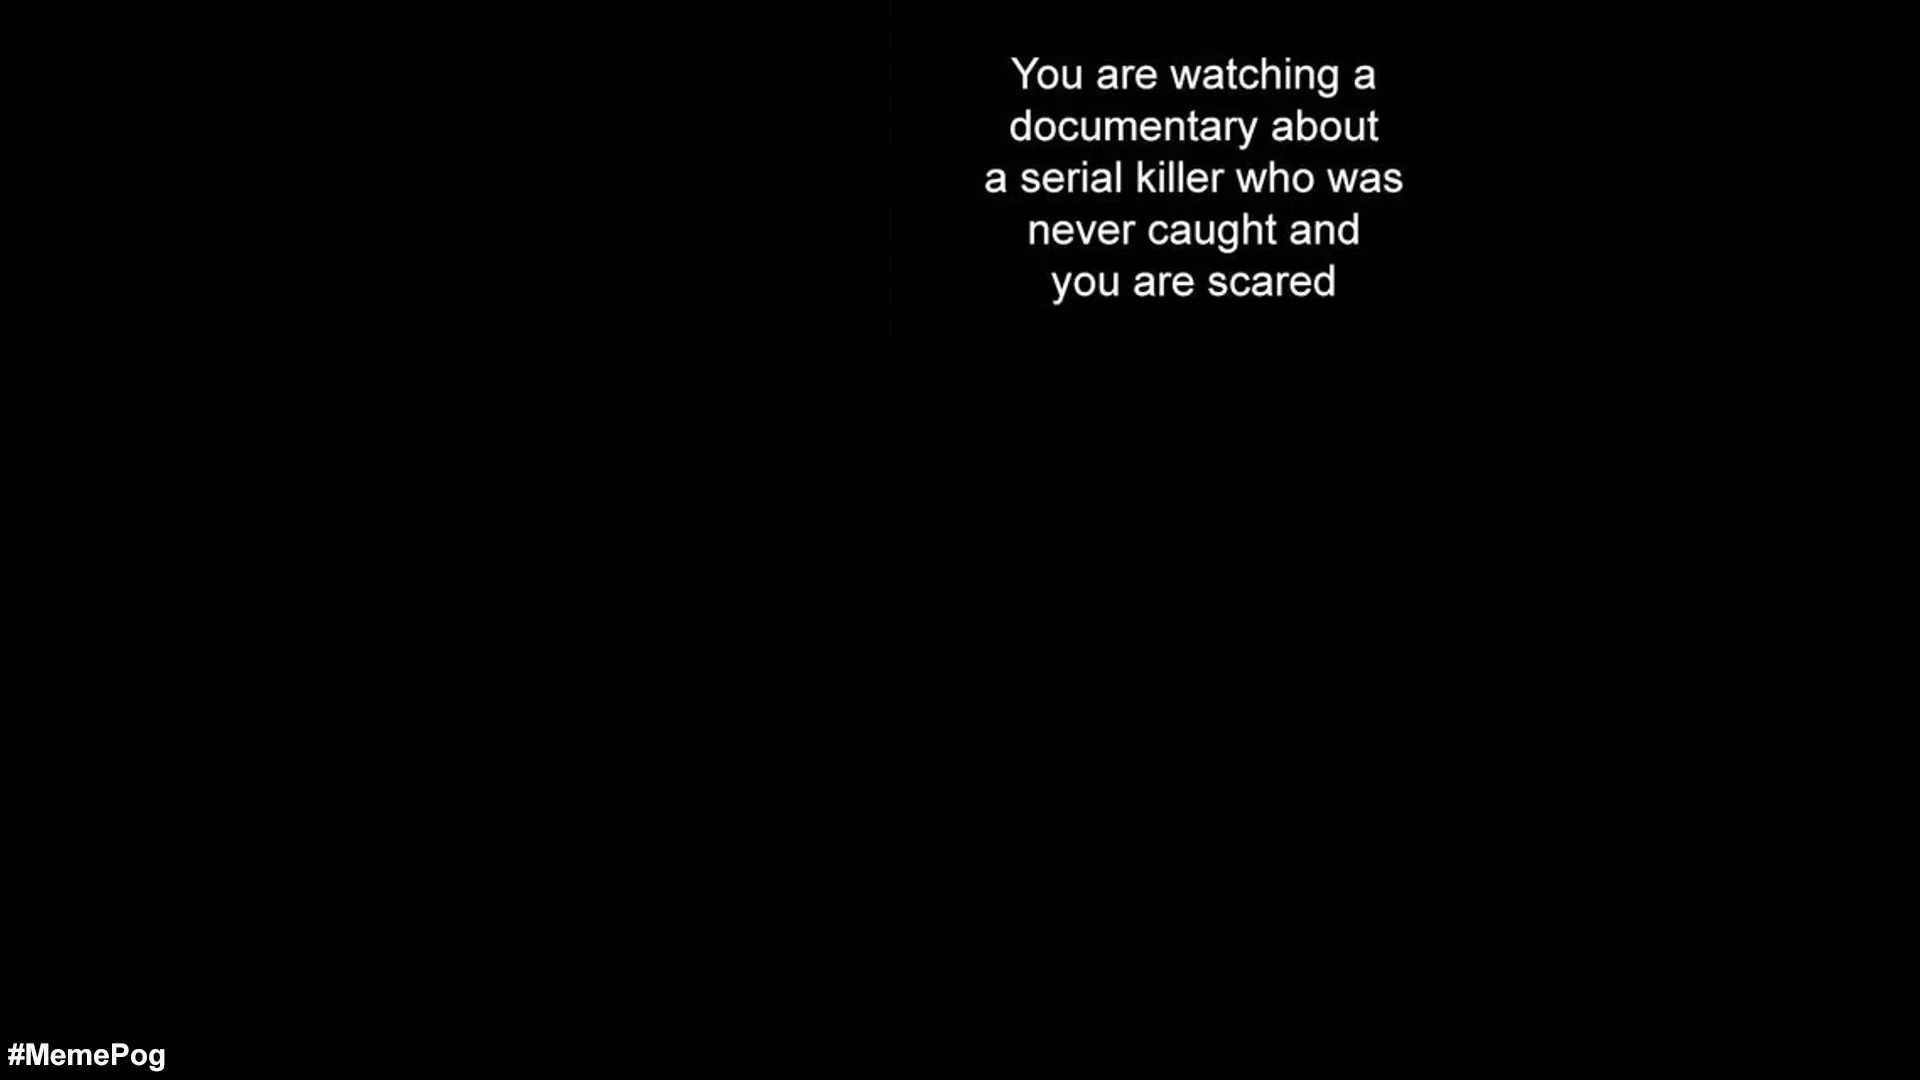 You are watching a
documentary about
a serial killer who was
never caught and
you are scared
#MemePog